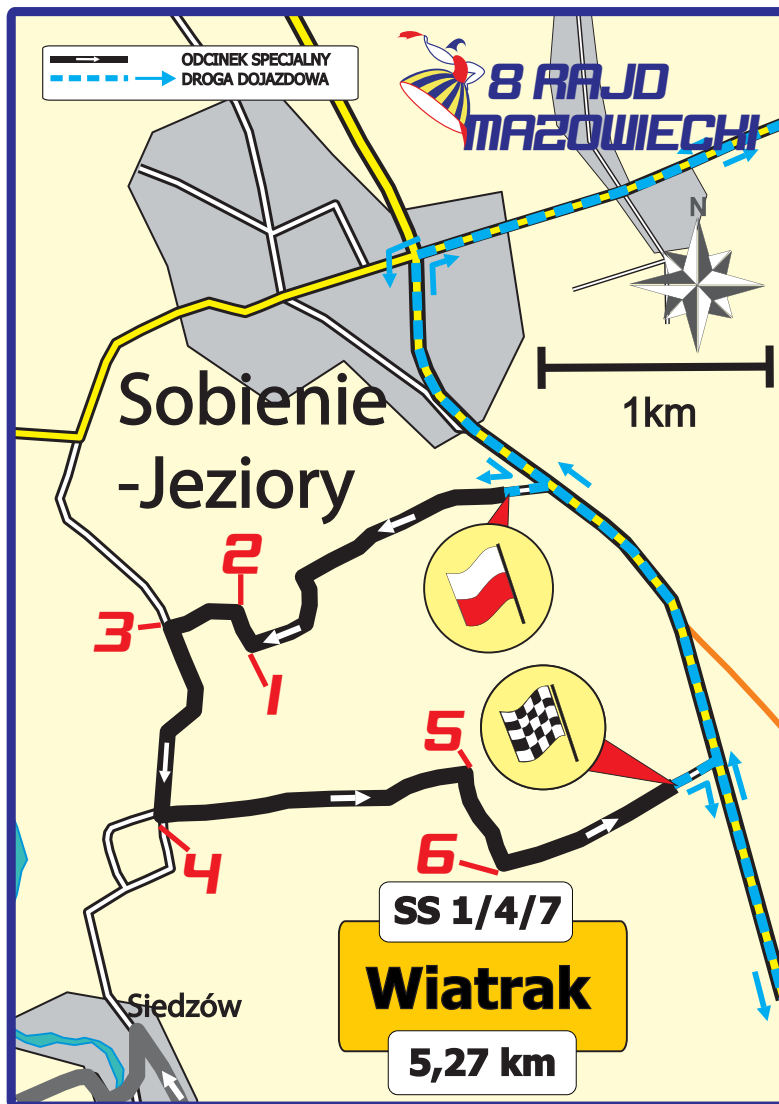 ODCINEK SPECJALNY
DROGA DOJAZDOWA
8 RAJD
MAZOWIECKI
N
1km
Sobienie
-Jeziory
2
3
1
5
4
6
SS 1/4/7
Wiatrak
5,27 km
Siedzów